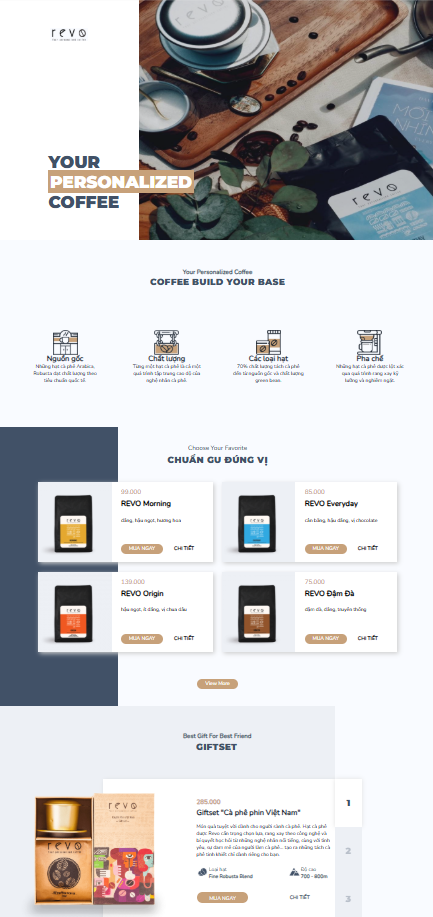 revo
YOUR
PERSONALIZED
COFFEE
revo
Your Personalized Coffee
COFFEE BUILD YOUR BASE
Nguồn gốc
Những hạt cà phê Arabica,
Robusta đạt chất lượng theo
tiêu chuẩn quốc tế.
Chất lượng
Từng một hạt cà phê là cả một
quá trình tập trung cao độ của
nghệ nhân cà phê.
Các loại hạt
70% chất lượng tách cà phê
đến từ nguồn gốc và chất lượng
green bean.
Pha chế
Những hạt cà phê được lột xác
qua quá trình rang xay kỹ
lưỡng và nghiêm ngặt.
Choose Your Favorite
CHUẨN GU ĐÚNG VỊ
99.000
REVO Morning
đắng, hậu ngọt, hương hoa
MUA NGAY CHI TIẾT
85.000
REVO Everyday
cân bằng, hậu đắng, vị chocolate
MUA NGAY CHI TIẾT
139.000
REVO Origin
hậu ngọt, ít đắng, vị chua dầu
MUA NGAY CHI TIẾT
75.000
REVO Đậm Đà
đậm đà, đắng, truyền thống
MUA NGAY CHI TIẾT
View More
Best Gift For Best Friend
GIFTSET
revo
285.000
Giftset "Cà phê phin Việt Nam"
Món quà tuyệt vời dành cho người sành cà phê. Hạt cà phê
được Revo cẩn trọng chọn lựa, rang xay theo công nghệ và
bí quyết học hỏi từ những nghệ nhân nổi tiếng, cùng với tình
yêu, sự đam mê của người làm cà phê... tạo ra những tách cà
phê tinh khiết chỉ dành riêng cho bạn.
Loại hạt
Fine Robusta Blend
Độ cao
700 - 800m
MUA NGAY CHI TIẾT
1
2
3